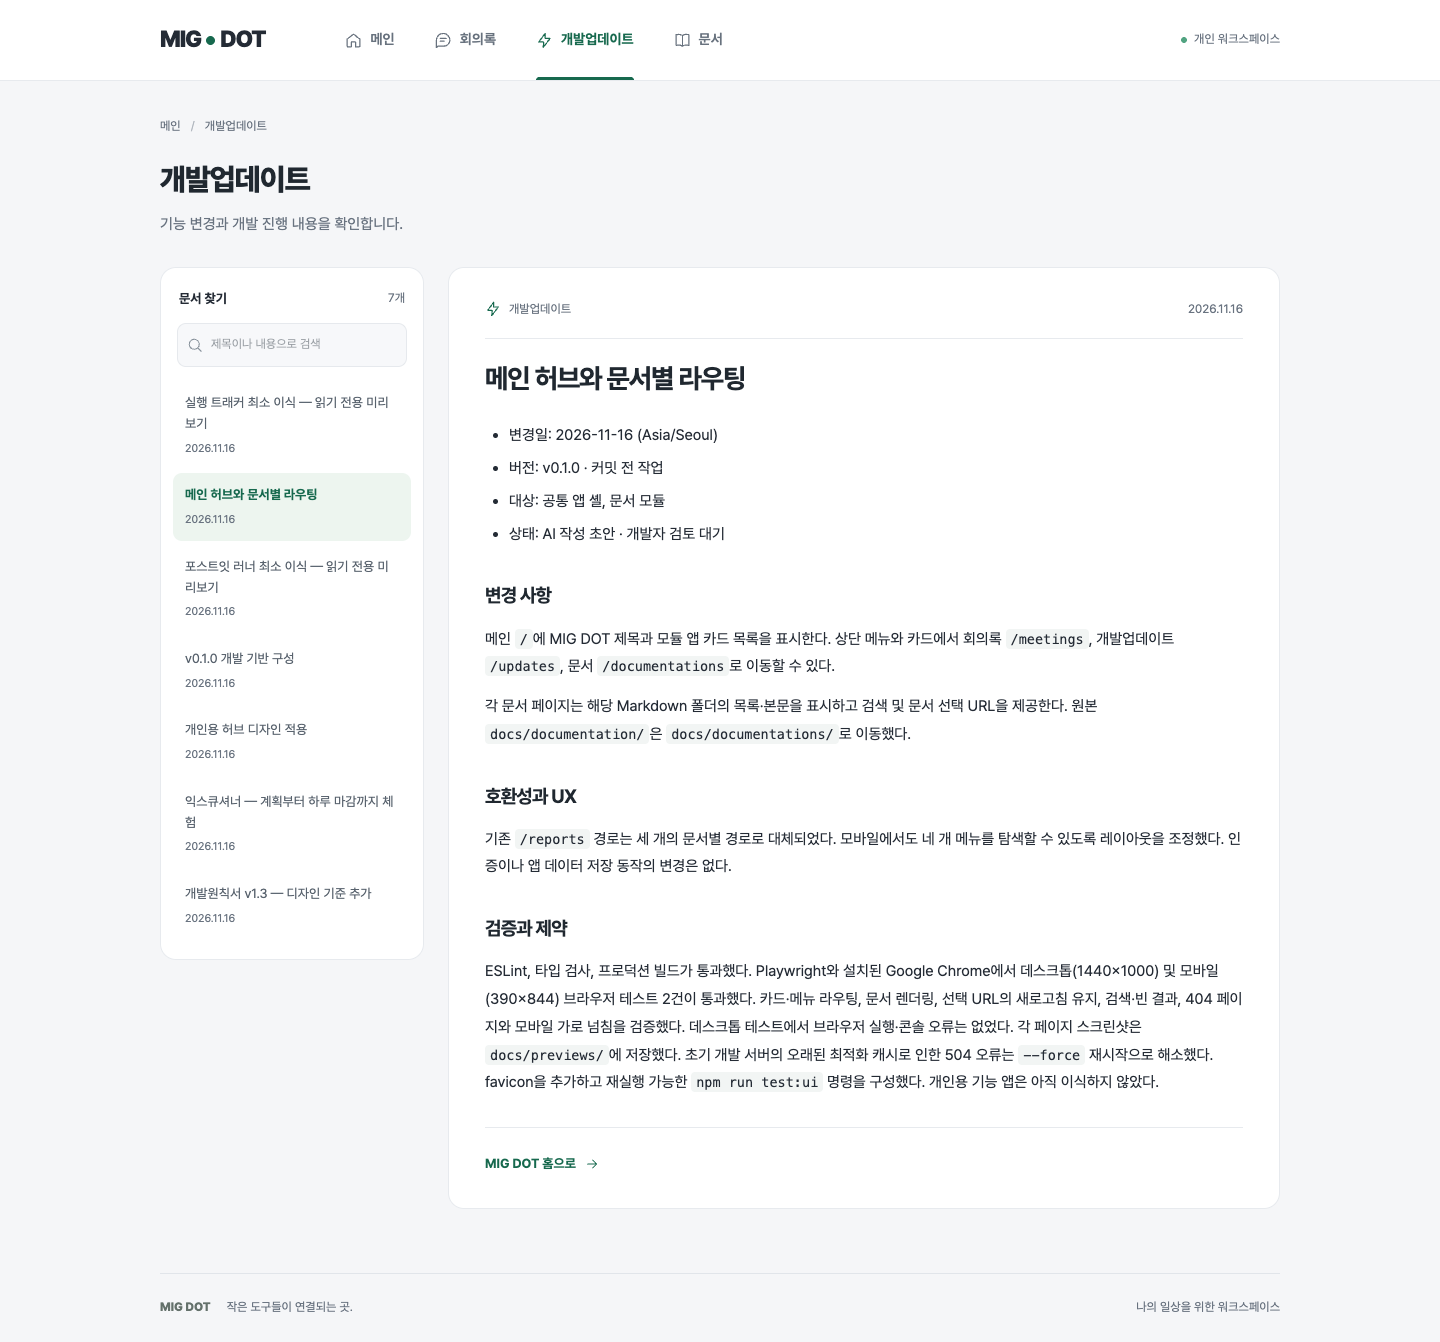 MIG DOT
메인
회의록
개발업데이트
문서
개인 워크스페이스
메인 / 개발업데이트
개발업데이트
기능 변경과 개발 진행 내용을 확인합니다.
문서 찾기
7개
제목이나 내용으로 검색
실행 트래커 최소 이식 — 읽기 전용 미리
보기
2026.11.16
메인 허브와 문서별 라우팅
2026.11.16
포스트잇 러너 최소 이식 — 읽기 전용 미
리보기
2026.11.16
v0.1.0 개발 기반 구성
2026.11.16
개인용 허브 디자인 적용
2026.11.16
익스큐셔너 — 계획부터 하루 마감까지 체
험
2026.11.16
개발원칙서 v1.3 — 디자인 기준 추가
2026.11.16
개발업데이트
2026.11.16
메인 허브와 문서별 라우팅
• 변경일: 2026-11-16 (Asia/Seoul)
• 버전: v0.1.0 · 커밋 전 작업
• 대상: 공통 앱 셸, 문서 모듈
• 상태: AI 작성 초안 · 개발자 검토 대기
변경 사항
메인 / 에 MIG DOT 제목과 모듈 앱 카드 목록을 표시한다. 상단 메뉴와 카드에서 회의록 /meetings , 개발업데이트
/updates , 문서 /documentations 로 이동할 수 있다.
각 문서 페이지는 해당 Markdown 폴더의 목록·본문을 표시하고 검색 및 문서 선택 URL을 제공한다. 원본
docs/documentation/ 은 docs/documentations/ 로 이동했다.
호환성과 UX
기존 /reports 경로는 세 개의 문서별 경로로 대체되었다. 모바일에서도 네 개 메뉴를 탐색할 수 있도록 레이아웃을 조정했다. 인
증이나 앱 데이터 저장 동작의 변경은 없다.
검증과 제약
ESLint, 타입 검사, 프로덕션 빌드가 통과했다. Playwright와 설치된 Google Chrome에서 데스크톱(1440×1000) 및 모바일
(390×844) 브라우저 테스트 2건이 통과했다. 카드·메뉴 라우팅, 문서 렌더링, 선택 URL의 새로고침 유지, 검색·빈 결과, 404 페이
지와 모바일 가로 넘침을 검증했다. 데스크톱 테스트에서 브라우저 실행·콘솔 오류는 없었다. 각 페이지 스크린샷은
docs/previews/ 에 저장했다. 초기 개발 서버의 오래된 최적화 캐시로 인한 504 오류는 --force 재시작으로 해소했다.
favicon을 추가하고 재실행 가능한 npm run test:ui 명령을 구성했다. 개인용 기능 앱은 아직 이식하지 않았다.
MIG DOT 홈으로 →
MIG DOT 작은 도구들이 연결되는 곳.
나의 일상을 위한 워크스페이스